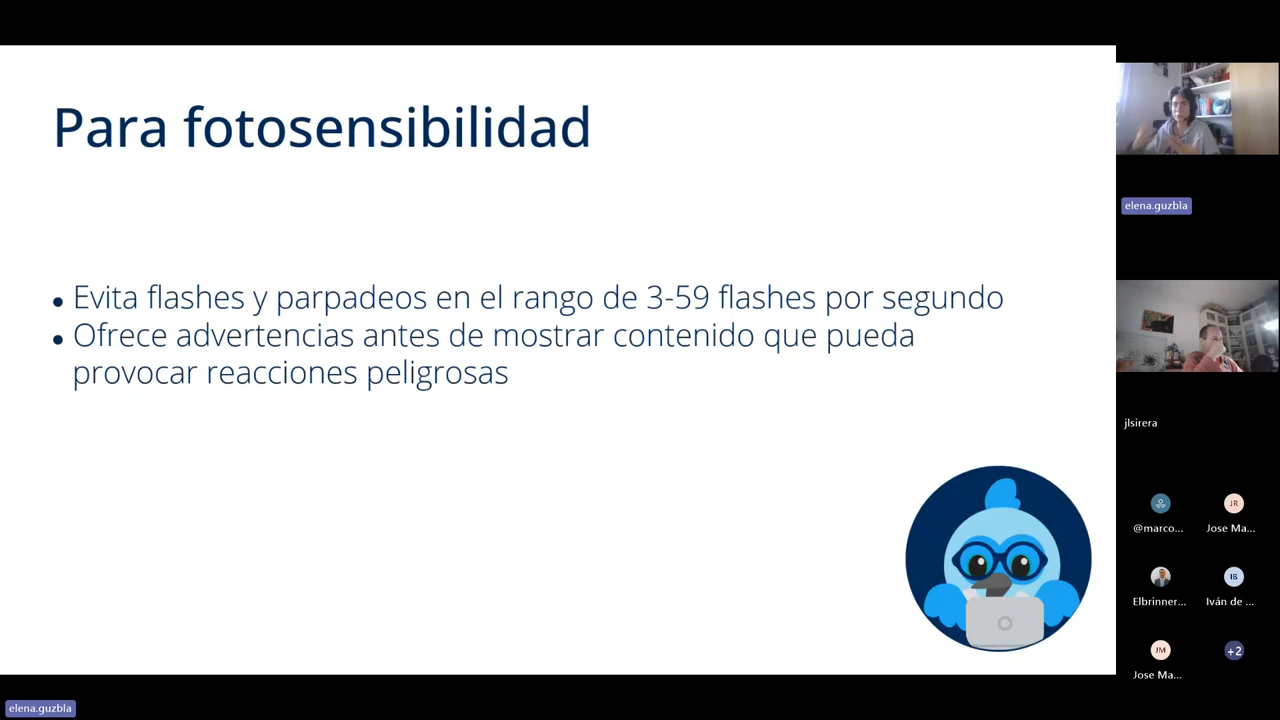 Para fotosensibilidad
• Evita flashes y parpadeos en el rango de 3-59 flashes por segundo
• Ofrece advertencias antes de mostrar contenido que pueda
provocar reacciones peligrosas
elena.guzbla
jlsirera
JR
@marco... Jose Ma...
IB
Elbrinner... Iván de ...
JM +2
Jose Ma...
elena.guzbla